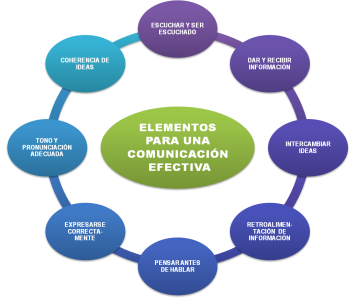 ESCUCHAR Y SER
ESCUCHADO
DAR Y RECIBIR
INFORMACIÓN
INTERCAMBIAR
IDEAS
RETROALIMEN-
TACIÓN DE
INFORMACIÓN
PENSAR ANTES
DE HABLAR
EXPRESARSE
CORRECTA-
MENTE
TONO Y
PRONUNCIACIÓN
ADECUADA
COHERENCIA DE
IDEAS
ELEMENTOS
PARA UNA
COMUNICACIÓN
EFECTIVA